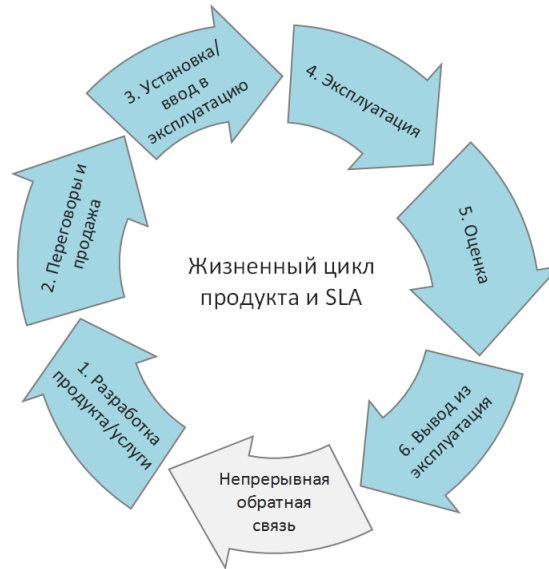 Жизненный цикл
продукта и SLA
1. Разработка
продукта/услуги
2. Переговоры и
продажа
3. Установка/
ввод в
эксплуатацию
4. Эксплуатация
5. Оценка
6. Вывод из
эксплуатация
Непрерывная
обратная
связь